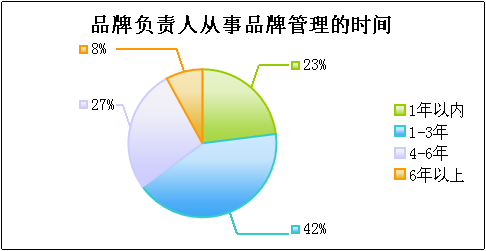 品牌负责人从事品牌管理的时间
8%
23%
27%
42%
1年以内
1-3年
4-6年
6年以上